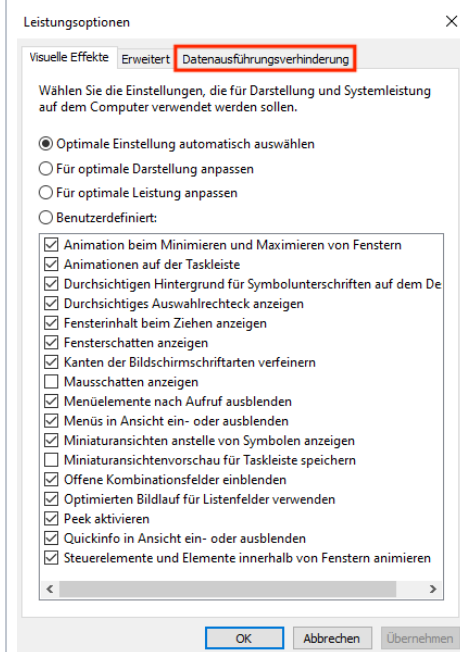 Leistungsoptionen
Visuelle Effekte Erweitert Datenausführungsverhinderung
Wählen Sie die Einstellungen, die für Darstellung und Systemleistung
auf dem Computer verwendet werden sollen.
Optimale Einstellung automatisch auswählen
Für optimale Darstellung anpassen
Für optimale Leistung anpassen
Benutzerdefiniert:
Animation beim Minimieren und Maximieren von Fenstern
Animationen auf der Taskleiste
Durchsichtigen Hintergrund für Symbolunterschriften auf dem De
Durchsichtiges Auswahlrechteck anzeigen
Fensterinhalt beim Ziehen anzeigen
Fensterschatten anzeigen
Kanten der Bildschirmschriftarten verfeinern
Mausschatten anzeigen
Menüelemente nach Aufruf ausblenden
Menüs in Ansicht ein- oder ausblenden
Miniaturansichten anstelle von Symbolen anzeigen
Miniaturansichtenvorschau für Taskleiste speichern
Offene Kombinationsfelder einblenden
Optimierten Bildlauf für Listenfelder verwenden
Peek aktivieren
Quickinfo in Ansicht ein- oder ausblenden
Steuerelemente und Elemente innerhalb von Fenstern animieren
OK Abbrechen Übernehmen